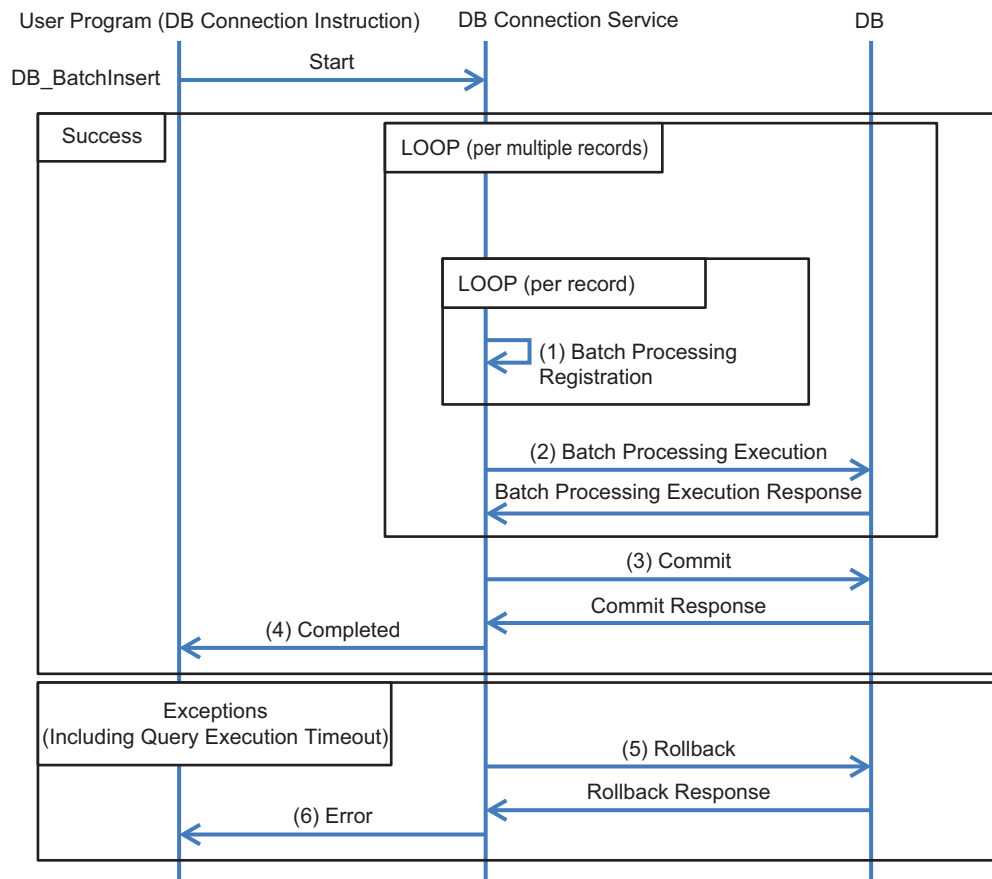 User Program (DB Connection Instruction)
DB Connection Service
DB
DB_BatchInsert
Start
Success
LOOP (per multiple records)
LOOP (per record)
(1) Batch Processing
Registration
(2) Batch Processing Execution
Batch Processing Execution Response
(3) Commit
Commit Response
(4) Completed
Exceptions
(Including Query Execution Timeout)
(5) Rollback
Rollback Response
(6) Error